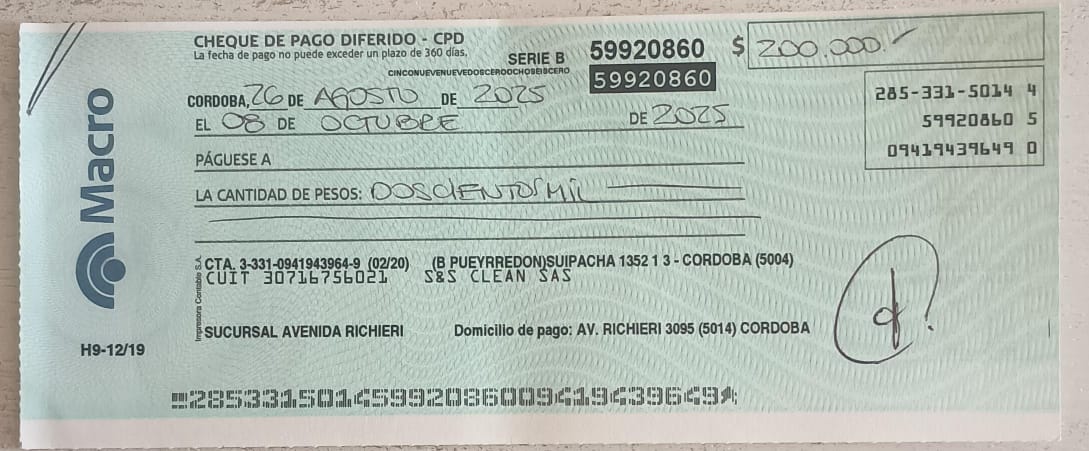 CHEQUE DE PAGO DIFERIDO - CPD
La fecha de pago no puede exceder un plazo de 360 días.
SERIE B 59920860 $ 200.000.-
CINCONUEVENUEVEDOSCEROOCHOSEISCERO 59920860
CORDOBA, 26 DE AGOSTO DE 2025
EL 08 DE OCTUBRE DE 2025
285-331-5014 4
59920860 5
09419439649 0
PÁGUESE A
LA CANTIDAD DE PESOS: DOSCIENTOS MIL
Macro
CTA. 3-331-0941943964-9 (02/20) (B PUEYRREDON)SUIPACHA 1352 1 3 - CORDOBA (5004)
CUIT 30716756021 S&S CLEAN SAS
Impresora Contable S.A.
SUCURSAL AVENIDA RICHIERI Domicilio de pago: AV. RICHIERI 3095 (5014) CORDOBA
H9-12/19
28533150145992086009419439649